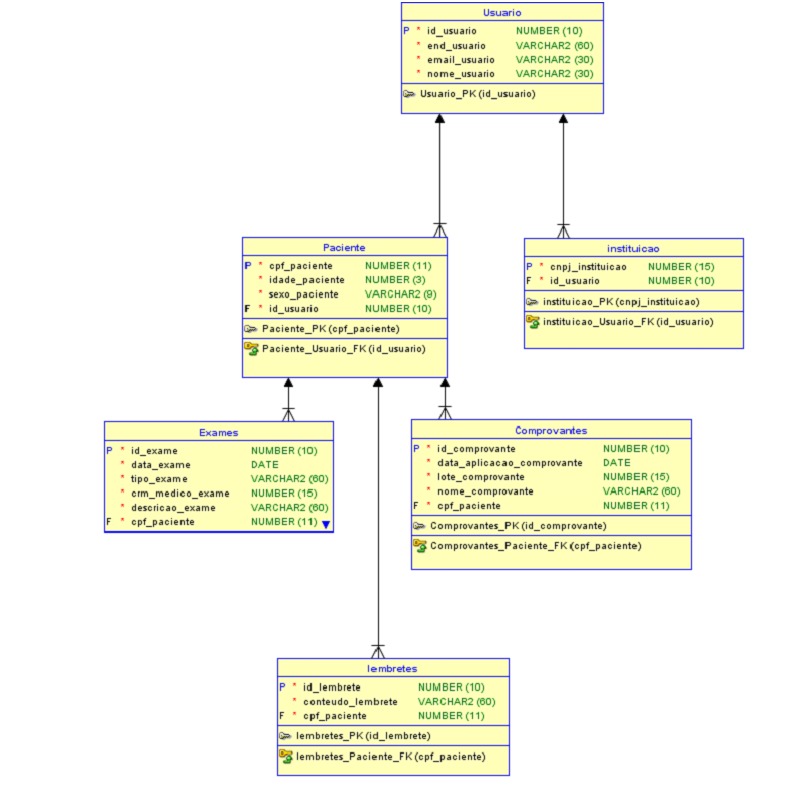 Usuario
P * id_usuario NUMBER (10)
* end_usuario VARCHAR2 (60)
* email_usuario VARCHAR2 (30)
* nome_usuario VARCHAR2 (30)
Usuario_PK (id_usuario)
Paciente
P * cpf_paciente NUMBER (11)
* idade_paciente NUMBER (3)
* sexo_paciente VARCHAR2 (9)
F * id_usuario NUMBER (10)
Paciente_PK (cpf_paciente)
Paciente_Usuario_FK (id_usuario)
instituicao
P * cnpj_instituicao NUMBER (15)
F * id_usuario NUMBER (10)
instituicao_PK (cnpj_instituicao)
instituicao_Usuario_FK (id_usuario)
Exames
P * id_exame NUMBER (10)
* data_exame DATE
* tipo_exame VARCHAR2 (60)
* crm_medico_exame NUMBER (15)
* descricao_exame VARCHAR2 (60)
F * cpf_paciente NUMBER (11)
Comprovantes
P * id_comprovante NUMBER (10)
* data_aplicacao_comprovante DATE
* lote_comprovante NUMBER (15)
* nome_comprovante VARCHAR2 (60)
F * cpf_paciente NUMBER (11)
Comprovantes_PK (id_comprovante)
Comprovantes_Paciente_FK (cpf_paciente)
lembretes
P * id_lembrete NUMBER (10)
* conteudo_lembrete VARCHAR2 (60)
F * cpf_paciente NUMBER (11)
lembretes_PK (id_lembrete)
lembretes_Paciente_FK (cpf_paciente)